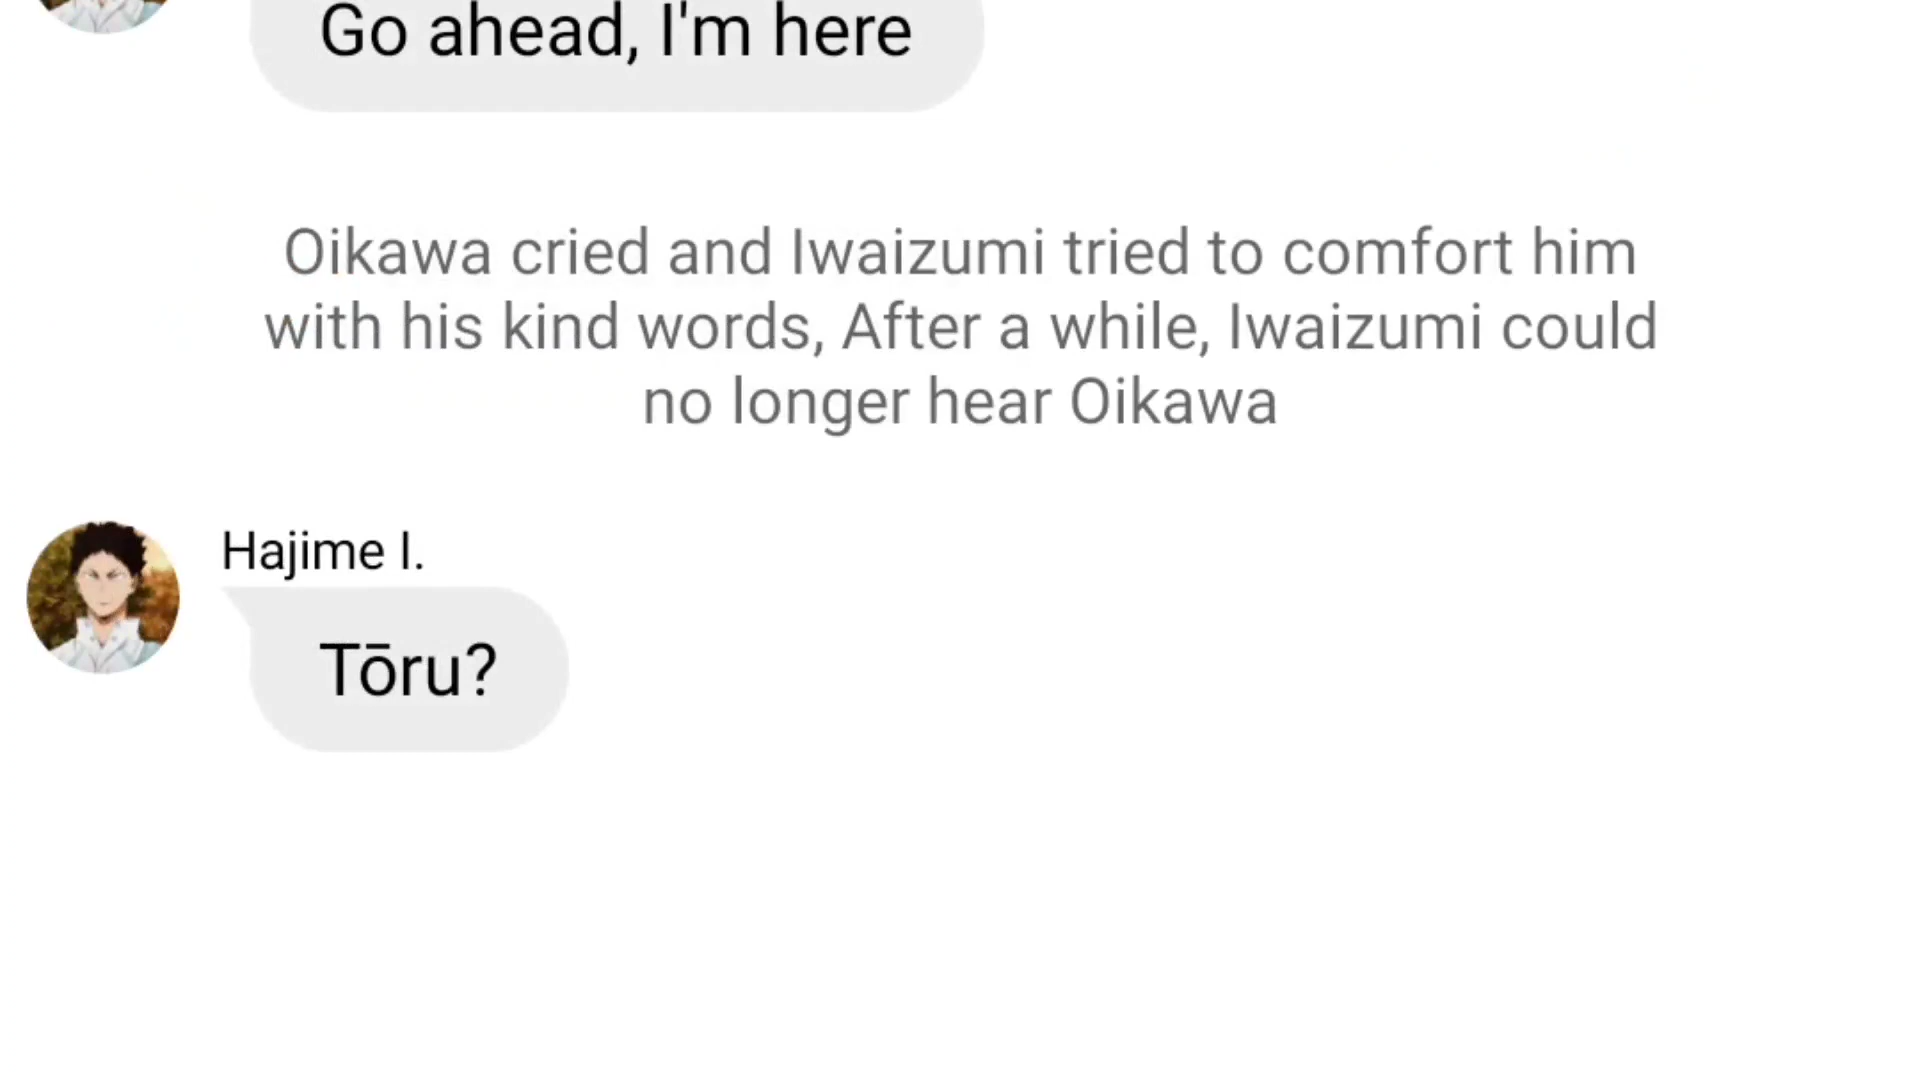 Go ahead, I'm here
Oikawa cried and Iwaizumi tried to comfort him
with his kind words, After a while, Iwaizumi could
no longer hear Oikawa
Hajime I.
Tōru?